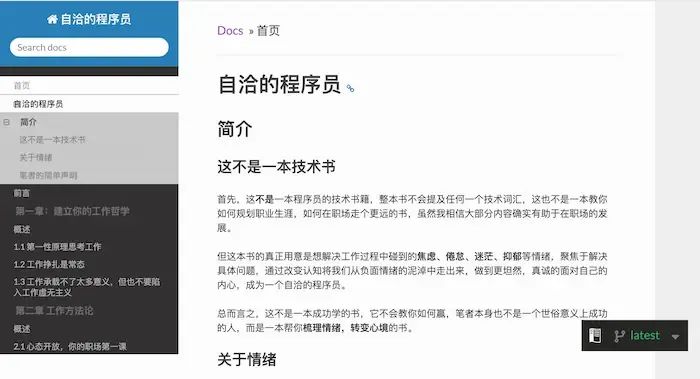 自洽的程序员
Search docs
首页
自洽的程序员
简介
这不是一本技术书
关于情绪
笔者的简单声明
前言
第一章：建立你的工作哲学
概述
1.1 第一性原理思考工作
1.2 工作挣扎是常态
1.3 工作承载不了太多意义，但也不要陷
入工作虚无主义
第二章 工作方法论
概述
2.1 心态开放，你的职场第一课
Docs » 首页
自洽的程序员
简介
这不是一本技术书
首先，这不是一本程序员的技术书籍，整本书不会提及任何一个技术词汇，这也不是一本教你
如何规划职业生涯，如何在职场走个更远的书，虽然我相信大部分内容确实有助于在职场的发
展。
但这本书的真正用意是想解决工作过程中碰到的焦虑、倦怠、迷茫、抑郁等情绪，聚焦于解决
具体问题，通过改变认知将我们从负面情绪的泥淖中走出来，做到更坦然，真诚的面对自己的
内心，成为一个自洽的程序员。
总而言之，这不是一本成功学的书，它不会教你如何赢，笔者本身也不是一个世俗意义上成功
的人，而是一本帮你梳理情绪，转变心境的书。
关于情绪
latest